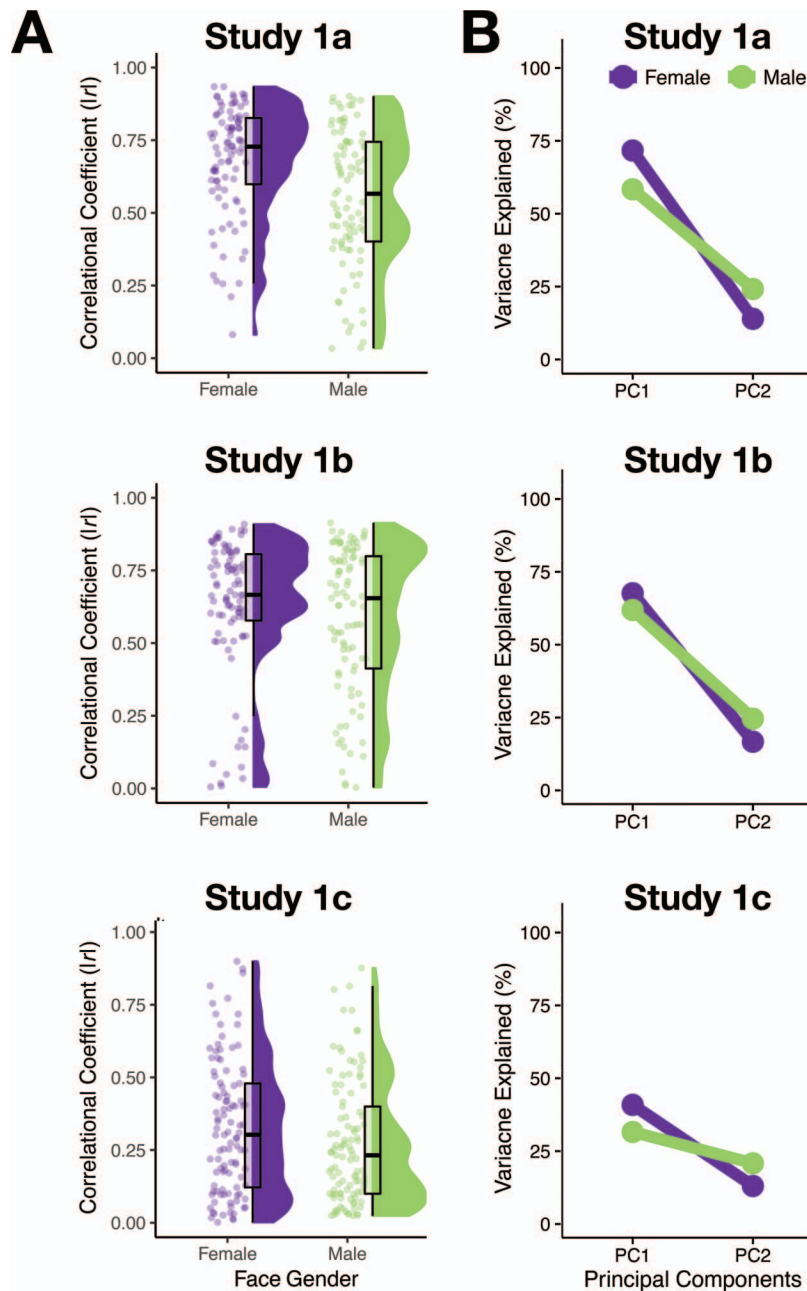 A
Study 1a
Correlational Coefficient (|r|)
1.00
0.75
0.50
0.25
0.00
Female
Male
B
Study 1a
Female
Male
Variacne Explained (%)
100
75
50
25
0
PC1
PC2
Study 1b
Correlational Coefficient (|r|)
1.00
0.75
0.50
0.25
0.00
Female
Male
Study 1b
Variacne Explained (%)
100
75
50
25
0
PC1
PC2
Study 1c
Correlational Coefficient (|r|)
1.00
0.75
0.50
0.25
0.00
Female
Male
Face Gender
Study 1c
Variacne Explained (%)
100
75
50
25
0
PC1
PC2
Principal Components